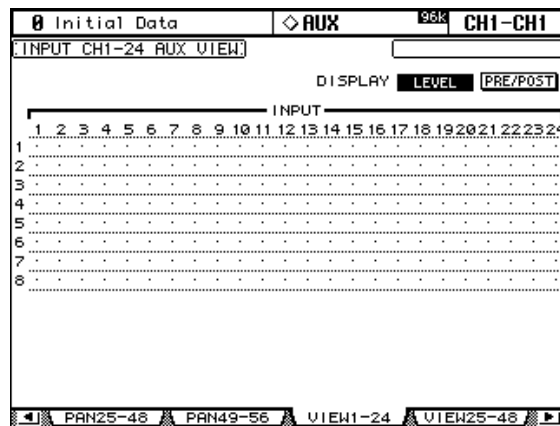 0 Initial Data ◇AUX 96k CH1-CH1
INPUT CH1-24 AUX VIEW
DISPLAY LEVEL PRE/POST
INPUT
1 2 3 4 5 6 7 8 9 10 11 12 13 14 15 16 17 18 19 20 21 22 23 24
1
2
3
4
5
6
7
8
PAN25-48 PAN49-56 VIEW1-24 VIEW25-48